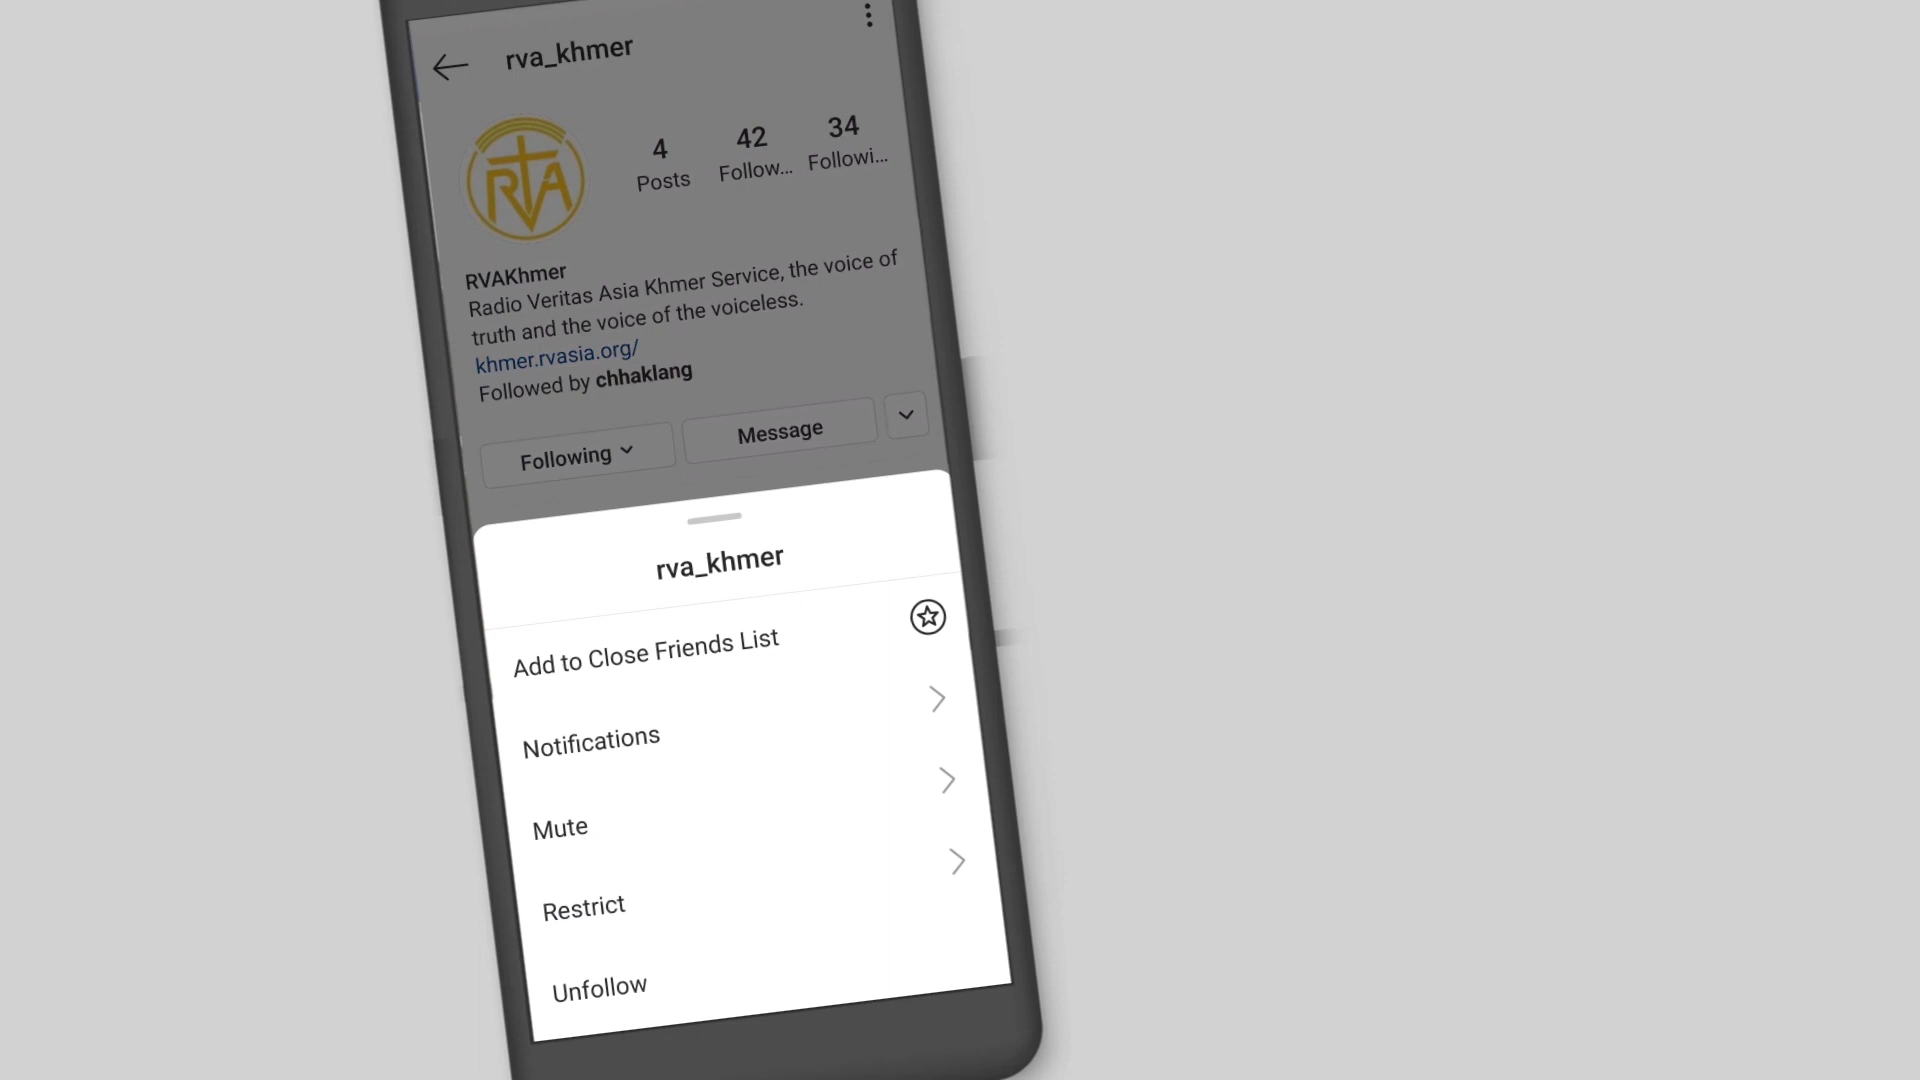 rva_khmer
RVA
4
Posts
42
Follow...
34
Followi...
RVAKhmer
Radio Veritas Asia Khmer Service, the voice of
truth and the voice of the voiceless.
khmer.rvasia.org/
Followed by chhaklang
Following
Message
rva_khmer
Add to Close Friends List
Notifications
Mute
Restrict
Unfollow